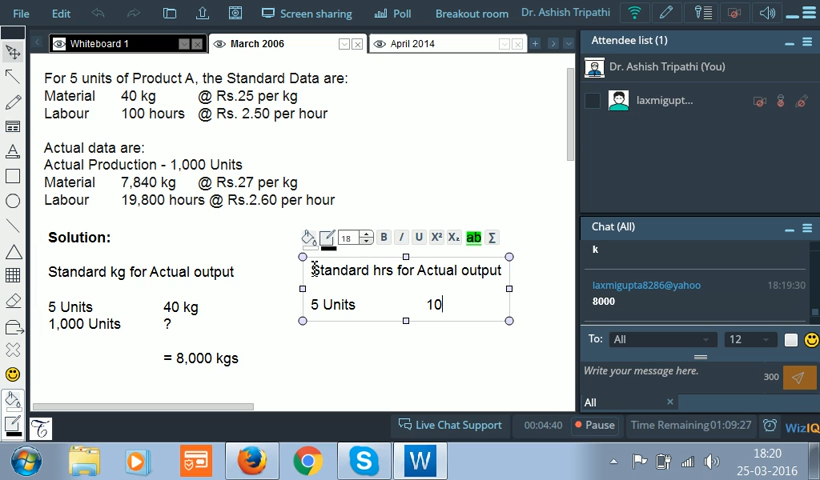 File Edit Screen sharing Poll Breakout room Dr. Ashish Tripathi
Whiteboard 1 March 2006 April 2014
For 5 units of Product A, the Standard Data are:
Material 40 kg @ Rs.25 per kg
Labour 100 hours @ Rs. 2.50 per hour
Actual data are:
Actual Production - 1,000 Units
Material 7,840 kg @ Rs.27 per kg
Labour 19,800 hours @ Rs.2.60 per hour
Solution:
18 B I U X² Xₓ ab Σ
Standard kg for Actual output
Standard hrs for Actual output
5 Units 40 kg
5 Units 10
1,000 Units ?
= 8,000 kgs
Attendee list (1)
Dr. Ashish Tripathi (You)
laxmigupt...
Chat (All)
k
laxmigupta8286@yahoo 18:19:30
8000
To: All 12
Write your message here. 300
All
Live Chat Support 00:04:40 Pause Time Remaining 01:09:27 WizIQ
18:20
25-03-2016